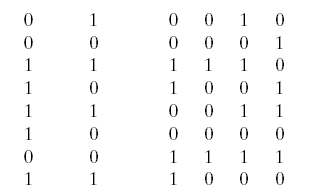 0 1 0 0 1 0
0 0 0 0 0 1
1 1 1 1 1 0
1 0 1 0 0 1
1 1 0 0 1 1
1 0 0 0 0 0
0 0 1 1 1 1
1 1 1 0 0 0